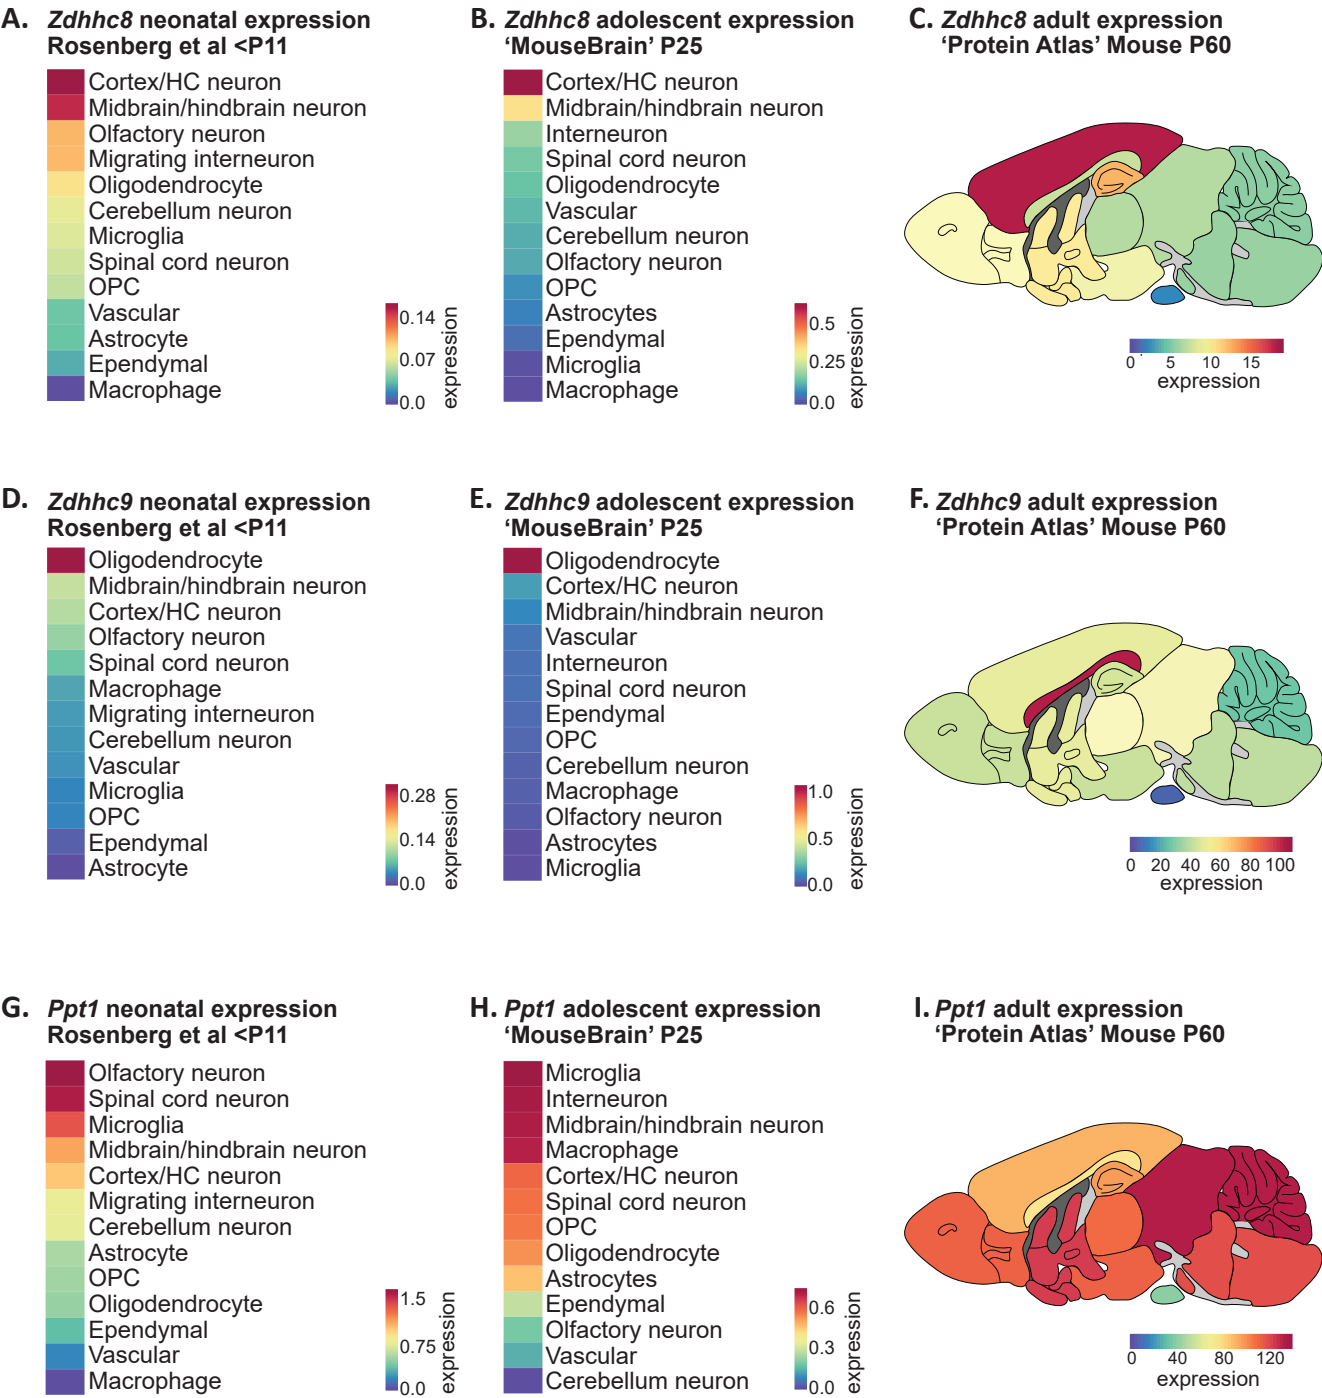 A. Zdhhc8 neonatal expression
Rosenberg et al <P11
Cortex/HC neuron
Midbrain/hindbrain neuron
Olfactory neuron
Migrating interneuron
Oligodendrocyte
Cerebellum neuron
Microglia
Spinal cord neuron
OPC
Vascular
Astrocyte
Ependymal
Macrophage
0.14
0.07
0.0
expression
B. Zdhhc8 adolescent expression
‘MouseBrain’ P25
Cortex/HC neuron
Midbrain/hindbrain neuron
Interneuron
Spinal cord neuron
Oligodendrocyte
Vascular
Cerebellum neuron
Olfactory neuron
OPC
Astrocytes
Ependymal
Microglia
Macrophage
0.5
0.25
0.0
expression
C. Zdhhc8 adult expression
‘Protein Atlas’ Mouse P60
0 5 10 15
expression
D. Zdhhc9 neonatal expression
Rosenberg et al <P11
Oligodendrocyte
Midbrain/hindbrain neuron
Cortex/HC neuron
Olfactory neuron
Spinal cord neuron
Macrophage
Migrating interneuron
Cerebellum neuron
Vascular
Microglia
OPC
Ependymal
Astrocyte
0.28
0.14
0.0
expression
E. Zdhhc9 adolescent expression
‘MouseBrain’ P25
Oligodendrocyte
Cortex/HC neuron
Midbrain/hindbrain neuron
Vascular
Interneuron
Spinal cord neuron
Ependymal
OPC
Cerebellum neuron
Macrophage
Olfactory neuron
Astrocytes
Microglia
1.0
0.5
0.0
expression
F. Zdhhc9 adult expression
‘Protein Atlas’ Mouse P60
0 20 40 60 80 100
expression
G. Ppt1 neonatal expression
Rosenberg et al <P11
Olfactory neuron
Spinal cord neuron
Microglia
Midbrain/hindbrain neuron
Cortex/HC neuron
Migrating interneuron
Cerebellum neuron
Astrocyte
OPC
Oligodendrocyte
Ependymal
Vascular
Macrophage
1.5
0.75
0.0
expression
H. Ppt1 adolescent expression
‘MouseBrain’ P25
Microglia
Interneuron
Midbrain/hindbrain neuron
Macrophage
Cortex/HC neuron
Spinal cord neuron
OPC
Oligodendrocyte
Astrocytes
Ependymal
Olfactory neuron
Vascular
Cerebellum neuron
0.6
0.3
0.0
expression
I. Ppt1 adult expression
‘Protein Atlas’ Mouse P60
0 40 80 120
expression